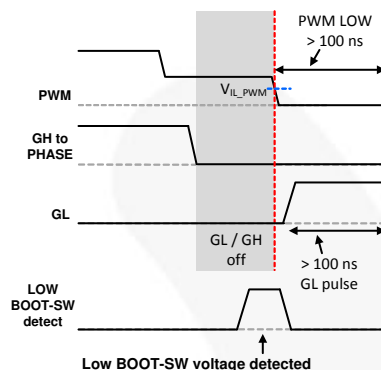 PWM LOW
> 100 ns
V_IL_PWM
PWM
GH to
PHASE
GL
GL / GH
off
> 100 ns
GL pulse
LOW
BOOT-SW
detect
Low BOOT-SW voltage detected